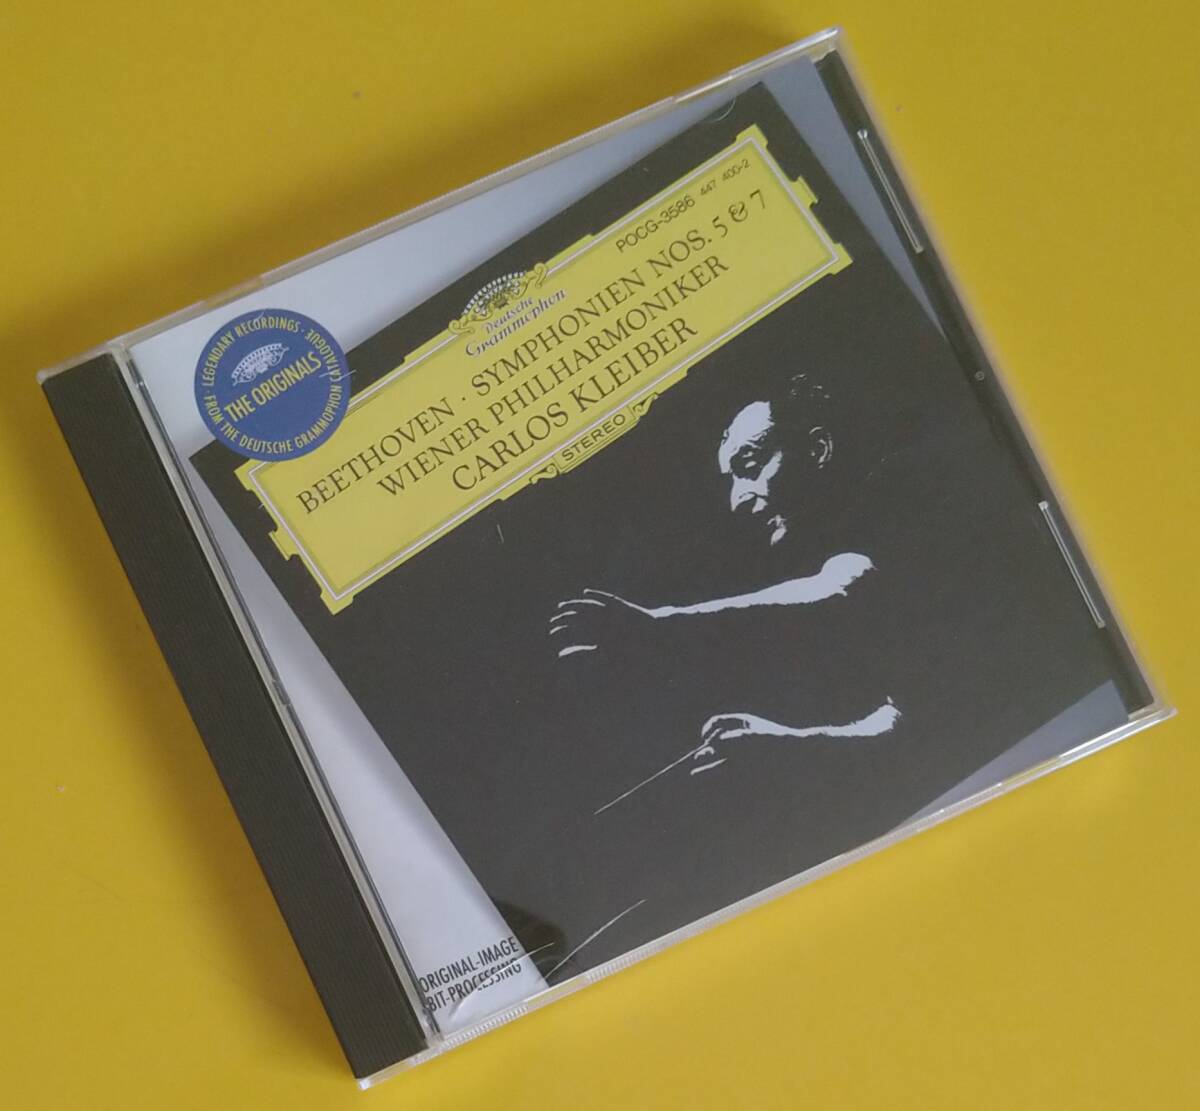 POCG-3586 447 400-2
Deutsche
Grammophon
BEETHOVEN · SYMPHONIEN NOS. 5 & 7
WIENER PHILHARMONIKER
CARLOS KLEIBER
STEREO
LEGENDARY RECORDINGS ·
FROM THE DEUTSCHE GRAMMOPHON CATALOGUE ·
THE ORIGINALS
ORIGINAL-IMAGE
BIT-PROCESSING